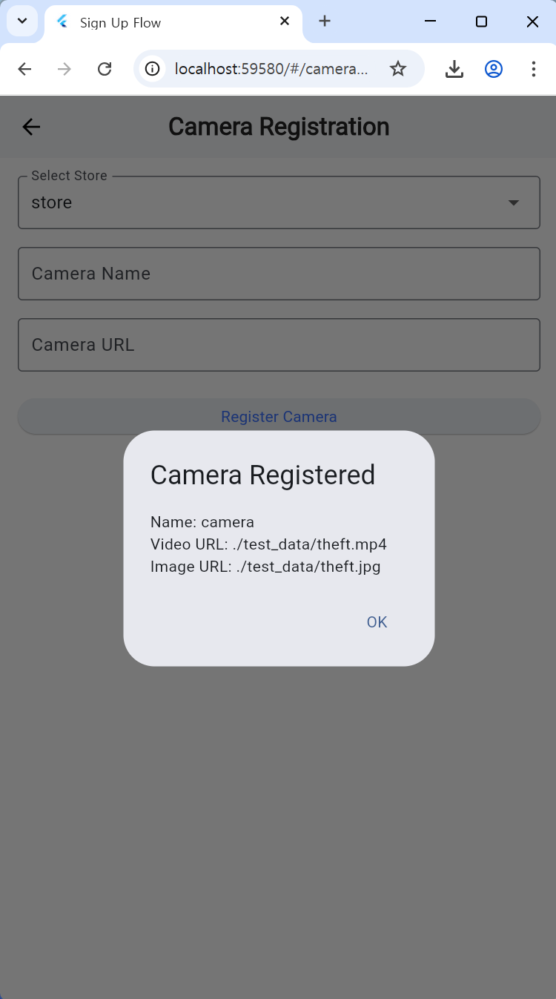 Sign Up Flow
localhost:59580/#/camera...
Camera Registration
Select Store
store
Camera Name
Camera URL
Register Camera
Camera Registered
Name: camera
Video URL: ./test_data/theft.mp4
Image URL: ./test_data/theft.jpg
OK